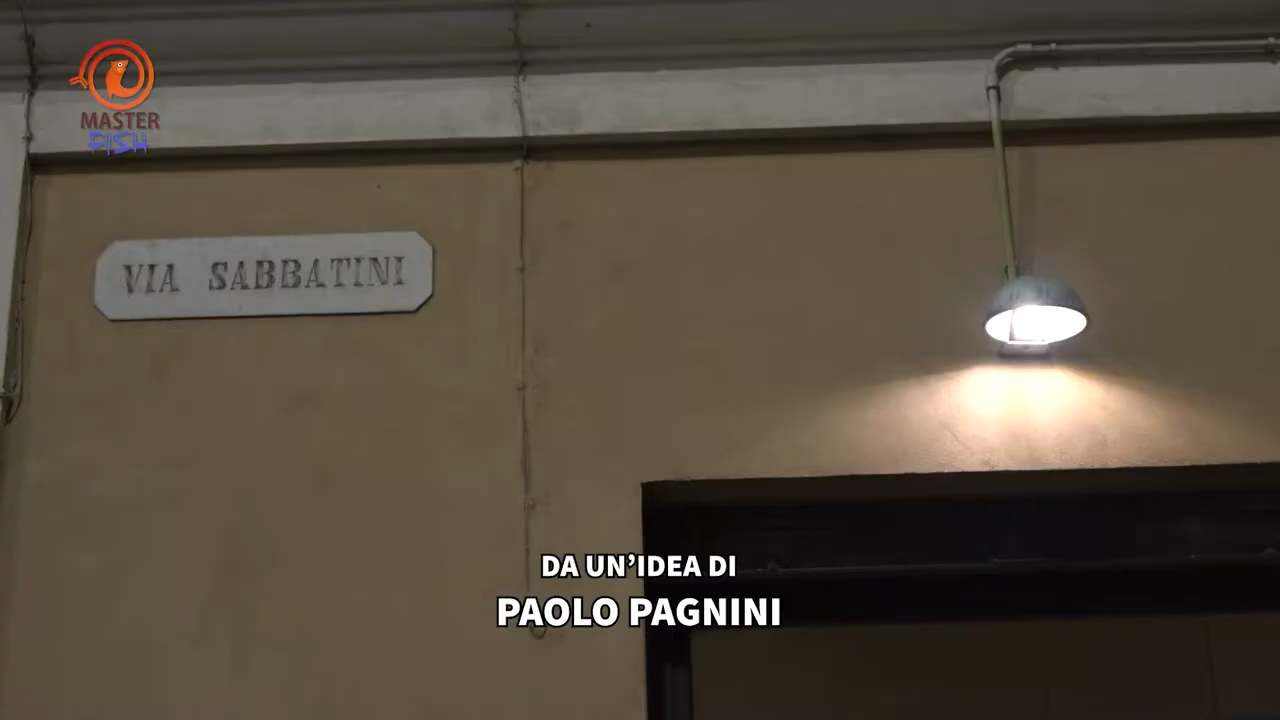 MASTER
FISH
VIA SABBATINI
DA UN’IDEA DI
PAOLO PAGNINI